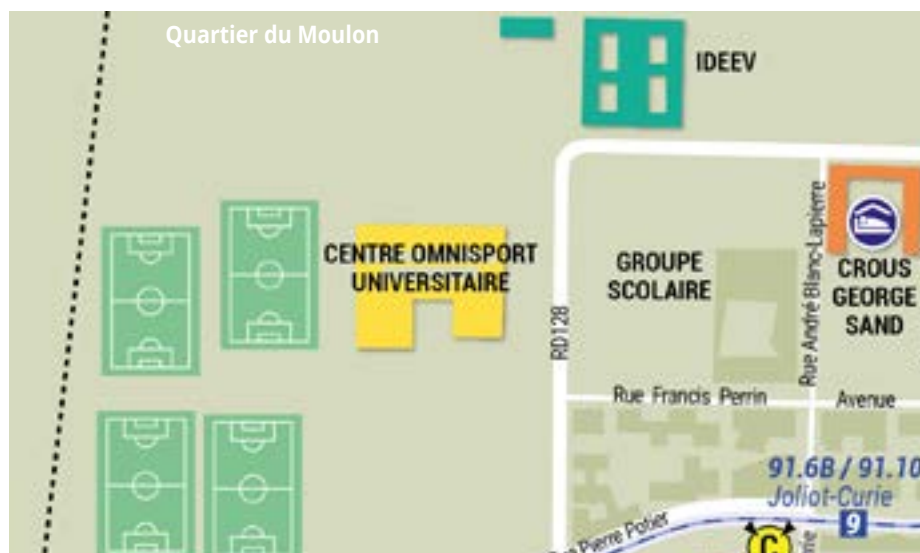 Quartier du Moulon
IDEEV
CENTRE OMNISPORT
UNIVERSITAIRE
GROUPE
SCOLAIRE
Rue André Blanc-Lapierre
CROUS
GEORGE
SAND
RD128
Rue Francis Perrin
Avenue
91.6B / 91.10
Joliot-Curie
9
Pierre Potier
C